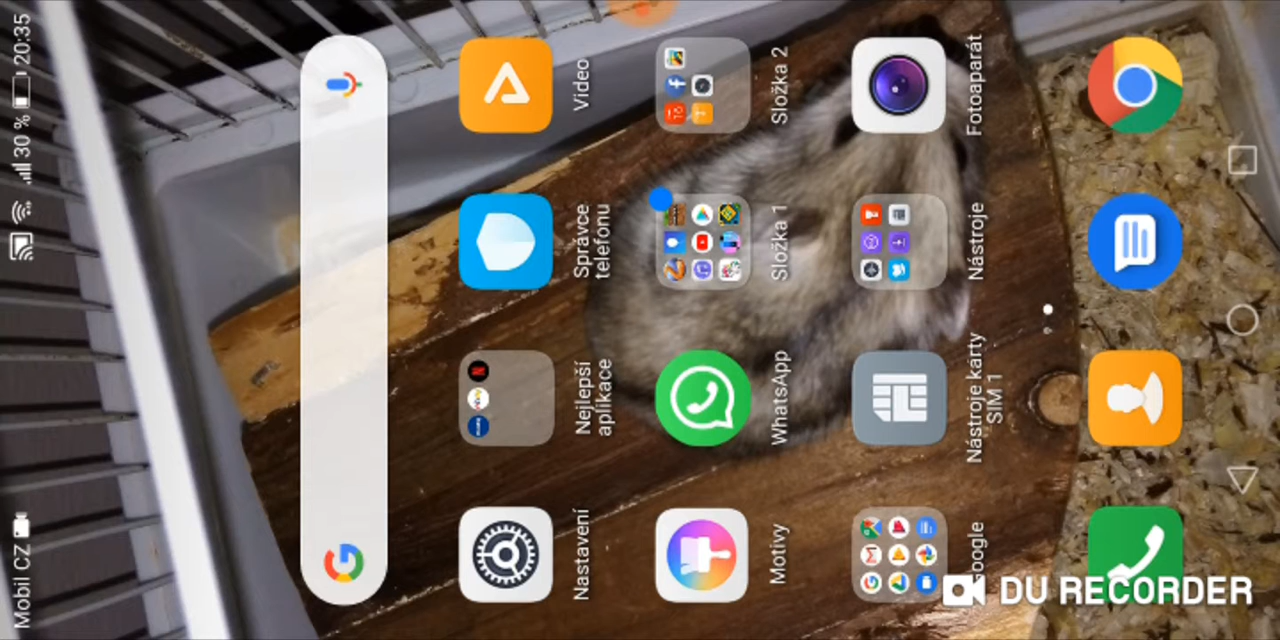 Mobil CZ
30 %
20:35
Nastavení
Nejlepší
aplikace
Správce
telefonu
Video
Motivy
WhatsApp
Složka 1
Složka 2
Google
Nástroje karty
SIM 1
Nástroje
Fotoaparát
DU RECORDER